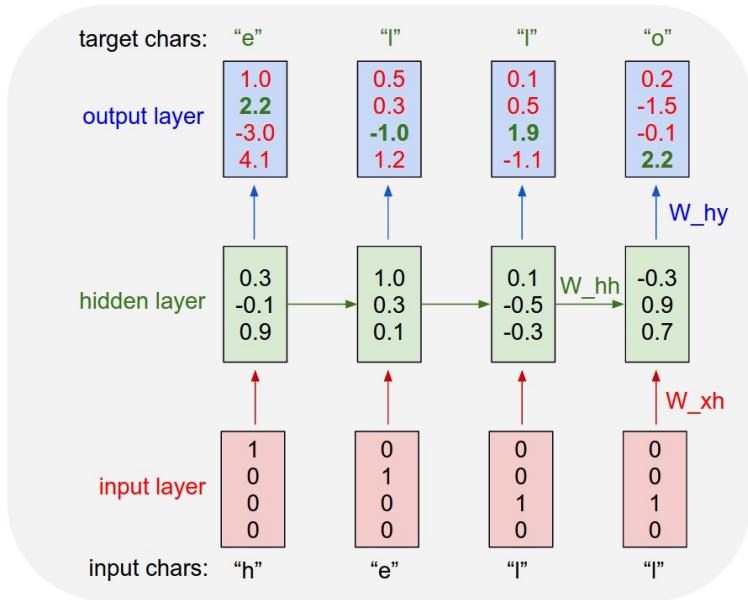 target chars: “e” “l” “l” “o”
1.0 0.5 0.1 0.2
2.2 0.3 0.5 -1.5
output layer
-3.0 -1.0 1.9 -0.1
4.1 1.2 -1.1 2.2
W_hy
0.3 1.0 0.1 -0.3
hidden layer -0.1 0.3 -0.5 W_hh 0.9
0.9 0.1 -0.3 0.7
W_xh
1 0 0 0
0 1 0 0
input layer
0 0 1 1
0 0 0 0
input chars: “h” “e” “l” “l”